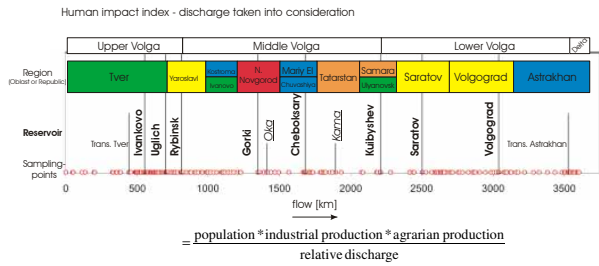 Human impact index - discharge taken into consideration
Upper Volga Middle Volga Lower Volga Delta
Region
(Oblast or Republic)
Tver Yaroslavl Kostroma Ivanovo N. Novgorod Mariy El Chuvashiya Tatarstan Samara Ulyanovsk Saratov Volgograd Astrakhan
Reservoir
Trans. Tver Ivankovo Uglich Rybinsk Gorki Oka Cheboksary Kama Kuibyshev Saratov Volgograd Trans. Astrakhan
Sampling-
points
0 500 1000 1500 2000 2500 3000 3500
flow [km]
= population * industrial production * agrarian production
relative discharge